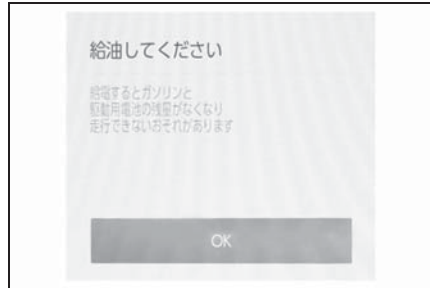 給油してください
給電するとガソリンと
駆動用電池の残量がなくなり
走行できないおそれがあります
OK